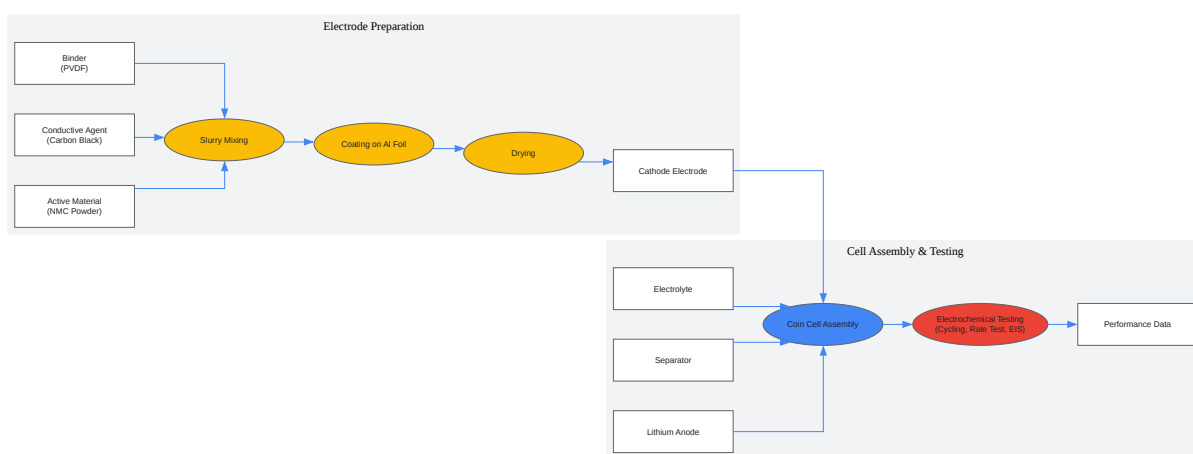 Electrode Preparation
Binder
(PVDF)
Conductive Agent
(Carbon Black)
Active Material
(NMC Powder)
Slurry Mixing
Coating on Al Foil
Drying
Cathode Electrode
Cell Assembly & Testing
Electrolyte
Separator
Lithium Anode
Coin Cell Assembly
Electrochemical Testing
(Cycling, Rate Test, EIS)
Performance Data